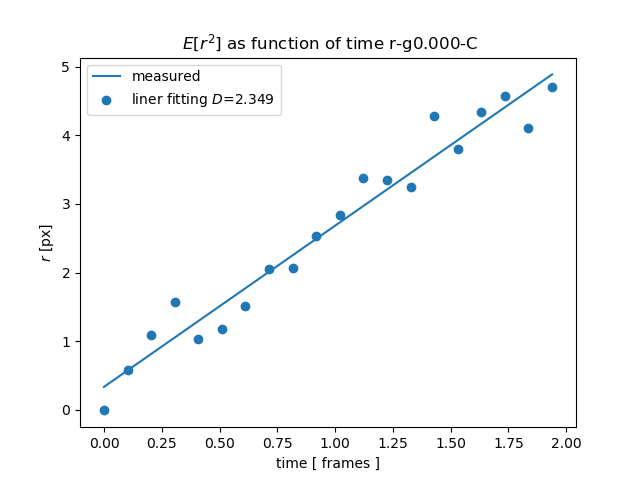 E[r²] as function of time r-g0.000-C
measured
liner fitting D=2.349
5
4
3
2
1
0
r [px]
0.00 0.25 0.50 0.75 1.00 1.25 1.50 1.75 2.00
time [ frames ]